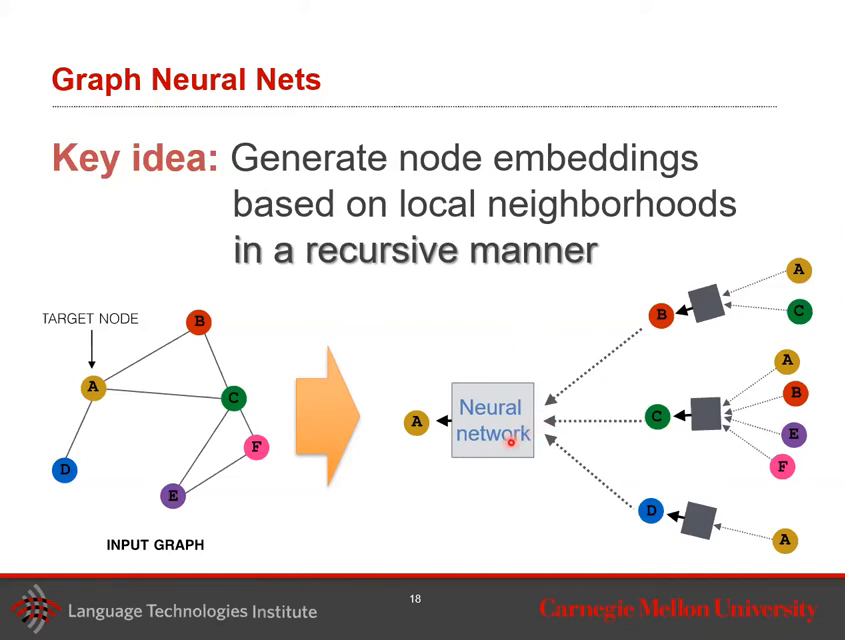 Graph Neural Nets
Key idea: Generate node embeddings
based on local neighborhoods
in a recursive manner
TARGET NODE
B
A
C
F
D
E
INPUT GRAPH
A
Neural
network
B
A
C
C
A
B
E
F
D
A
Language Technologies Institute
18
Carnegie Mellon University